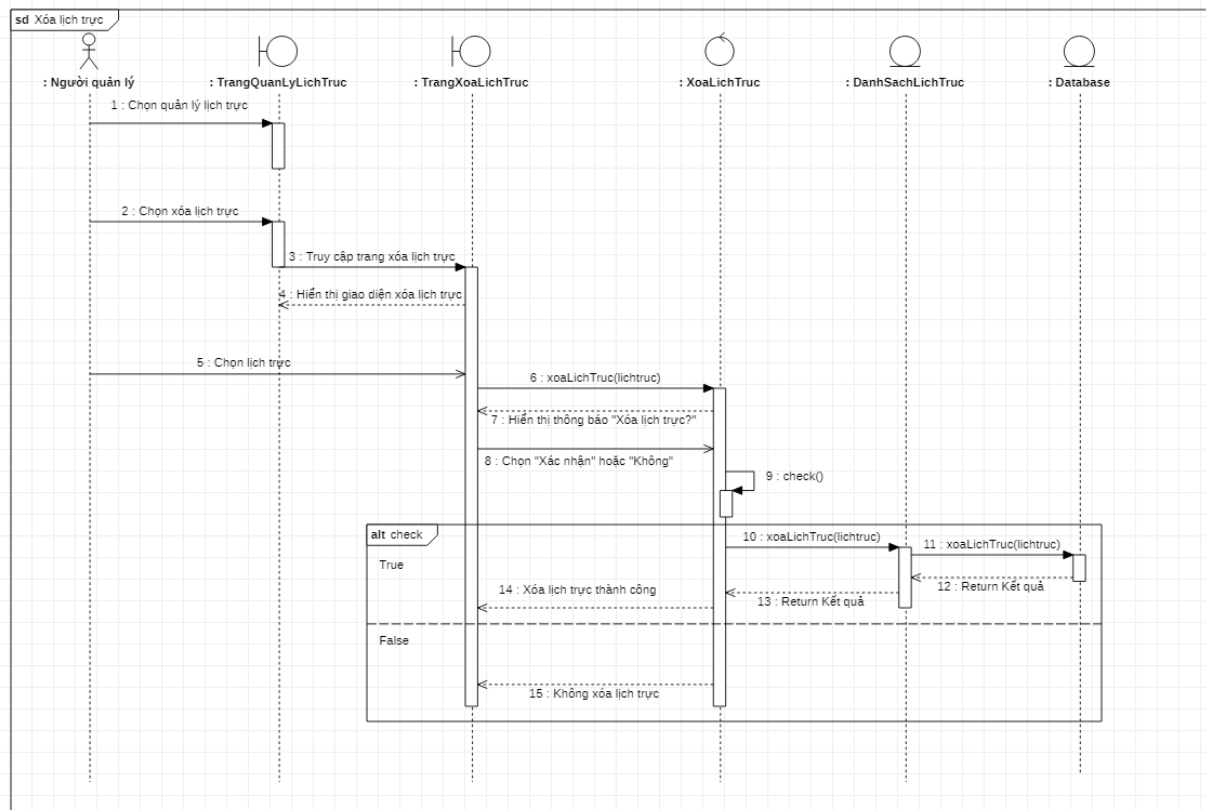 sd Xóa lịch trực
: Người quản lý
: TrangQuanLyLichTruc
: TrangXoaLichTruc
: XoaLichTruc
: DanhSachLichTruc
: Database
1 : Chọn quản lý lịch trực
2 : Chọn xóa lịch trực
3 : Truy cập trang xóa lịch trực
4 : Hiển thị giao diện xóa lịch trực
5 : Chọn lịch trực
6 : xoaLichTruc(lichtruc)
7 : Hiển thị thông báo "Xóa lịch trực?"
8 : Chọn "Xác nhận" hoặc "Không"
9 : check()
alt check
True
10 : xoaLichTruc(lichtruc)
11 : xoaLichTruc(lichtruc)
12 : Return Kết quả
13 : Return Kết quả
14 : Xóa lịch trực thành công
False
15 : Không xóa lịch trực